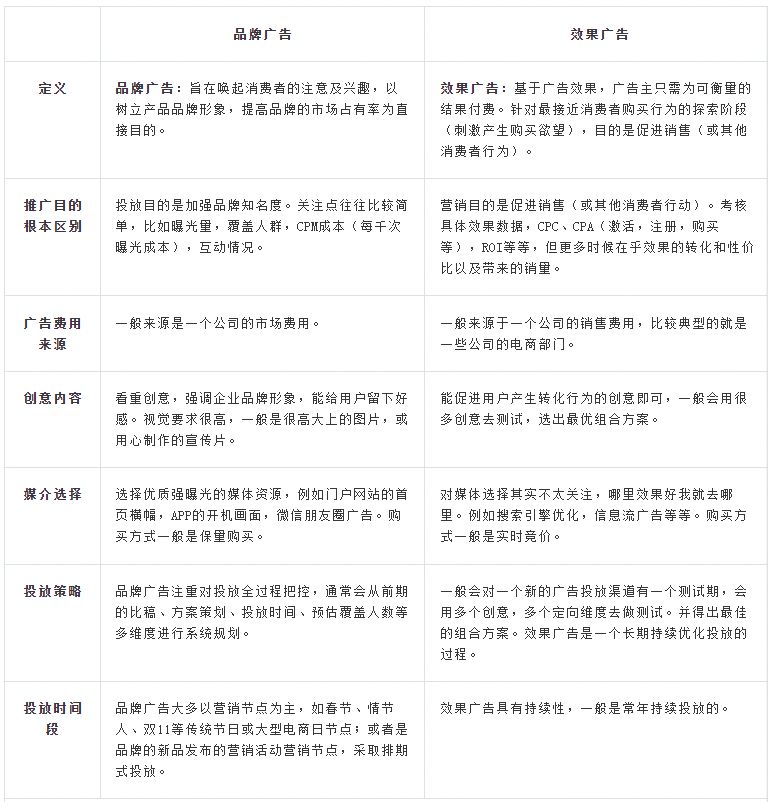 品牌广告
效果广告
定义
品牌广告：旨在唤起消费者的注意及兴趣，以
树立产品品牌形象，提高品牌的市场占有率为直
接目的。
效果广告：基于广告效果，广告主只需为可衡量的
结果付费。针对最接近消费者购买行为的探索阶段
（刺激产生购买欲望），目的是促进销售（或其他
消费者行为）。
推广目的
根本区别
投放目的是加强品牌知名度。关注点往往比较简
单，比如曝光量，覆盖人群，CPM成本（每千次
曝光成本），互动情况。
营销目的是促进销售（或其他消费者行动）。考核
具体效果数据，CPC、CPA（激活，注册，购买
等），ROI等等，但更多时候在乎效果的转化和性价
比以及带来的销量。
广告费用
来源
一般来源是一个公司的市场费用。
一般来源于一个公司的销售费用，比较典型的就是
一些公司的电商部门。
创意内容
看重创意，强调企业品牌形象，能给用户留下好
感。视觉要求很高，一般是很高大上的图片，或
用心制作的宣传片。
能促进用户产生转化行为的创意即可，一般会用很
多创意去测试，选出最优组合方案。
媒介选择
选择优质强曝光的媒体资源，例如门户网站的首
页横幅，APP的开机画面，微信朋友圈广告。购
买方式一般是保量购买。
对媒体选择其实不太关注，哪里效果好我就去哪
里。例如搜索引擎优化，信息流广告等等。购买方
式一般是实时竞价。
投放策略
品牌广告注重对投放全过程把控，通常会从前期
的比稿、方案策划、投放时间、预估覆盖人数等
多维度进行系统规划。
一般会对一个新的广告投放渠道有一个测试期，会
用多个创意，多个定向维度去做测试。并得出最佳
的组合方案。效果广告是一个长期持续优化投放的
过程。
投放时间
段
品牌广告大多以营销节点为主，如春节、情节
人、双11等传统节日或大型电商日节点；或者是
品牌的新品发布的营销活动营销节点，采取排期
式投放。
效果广告具有持续性，一般是常年持续投放的。